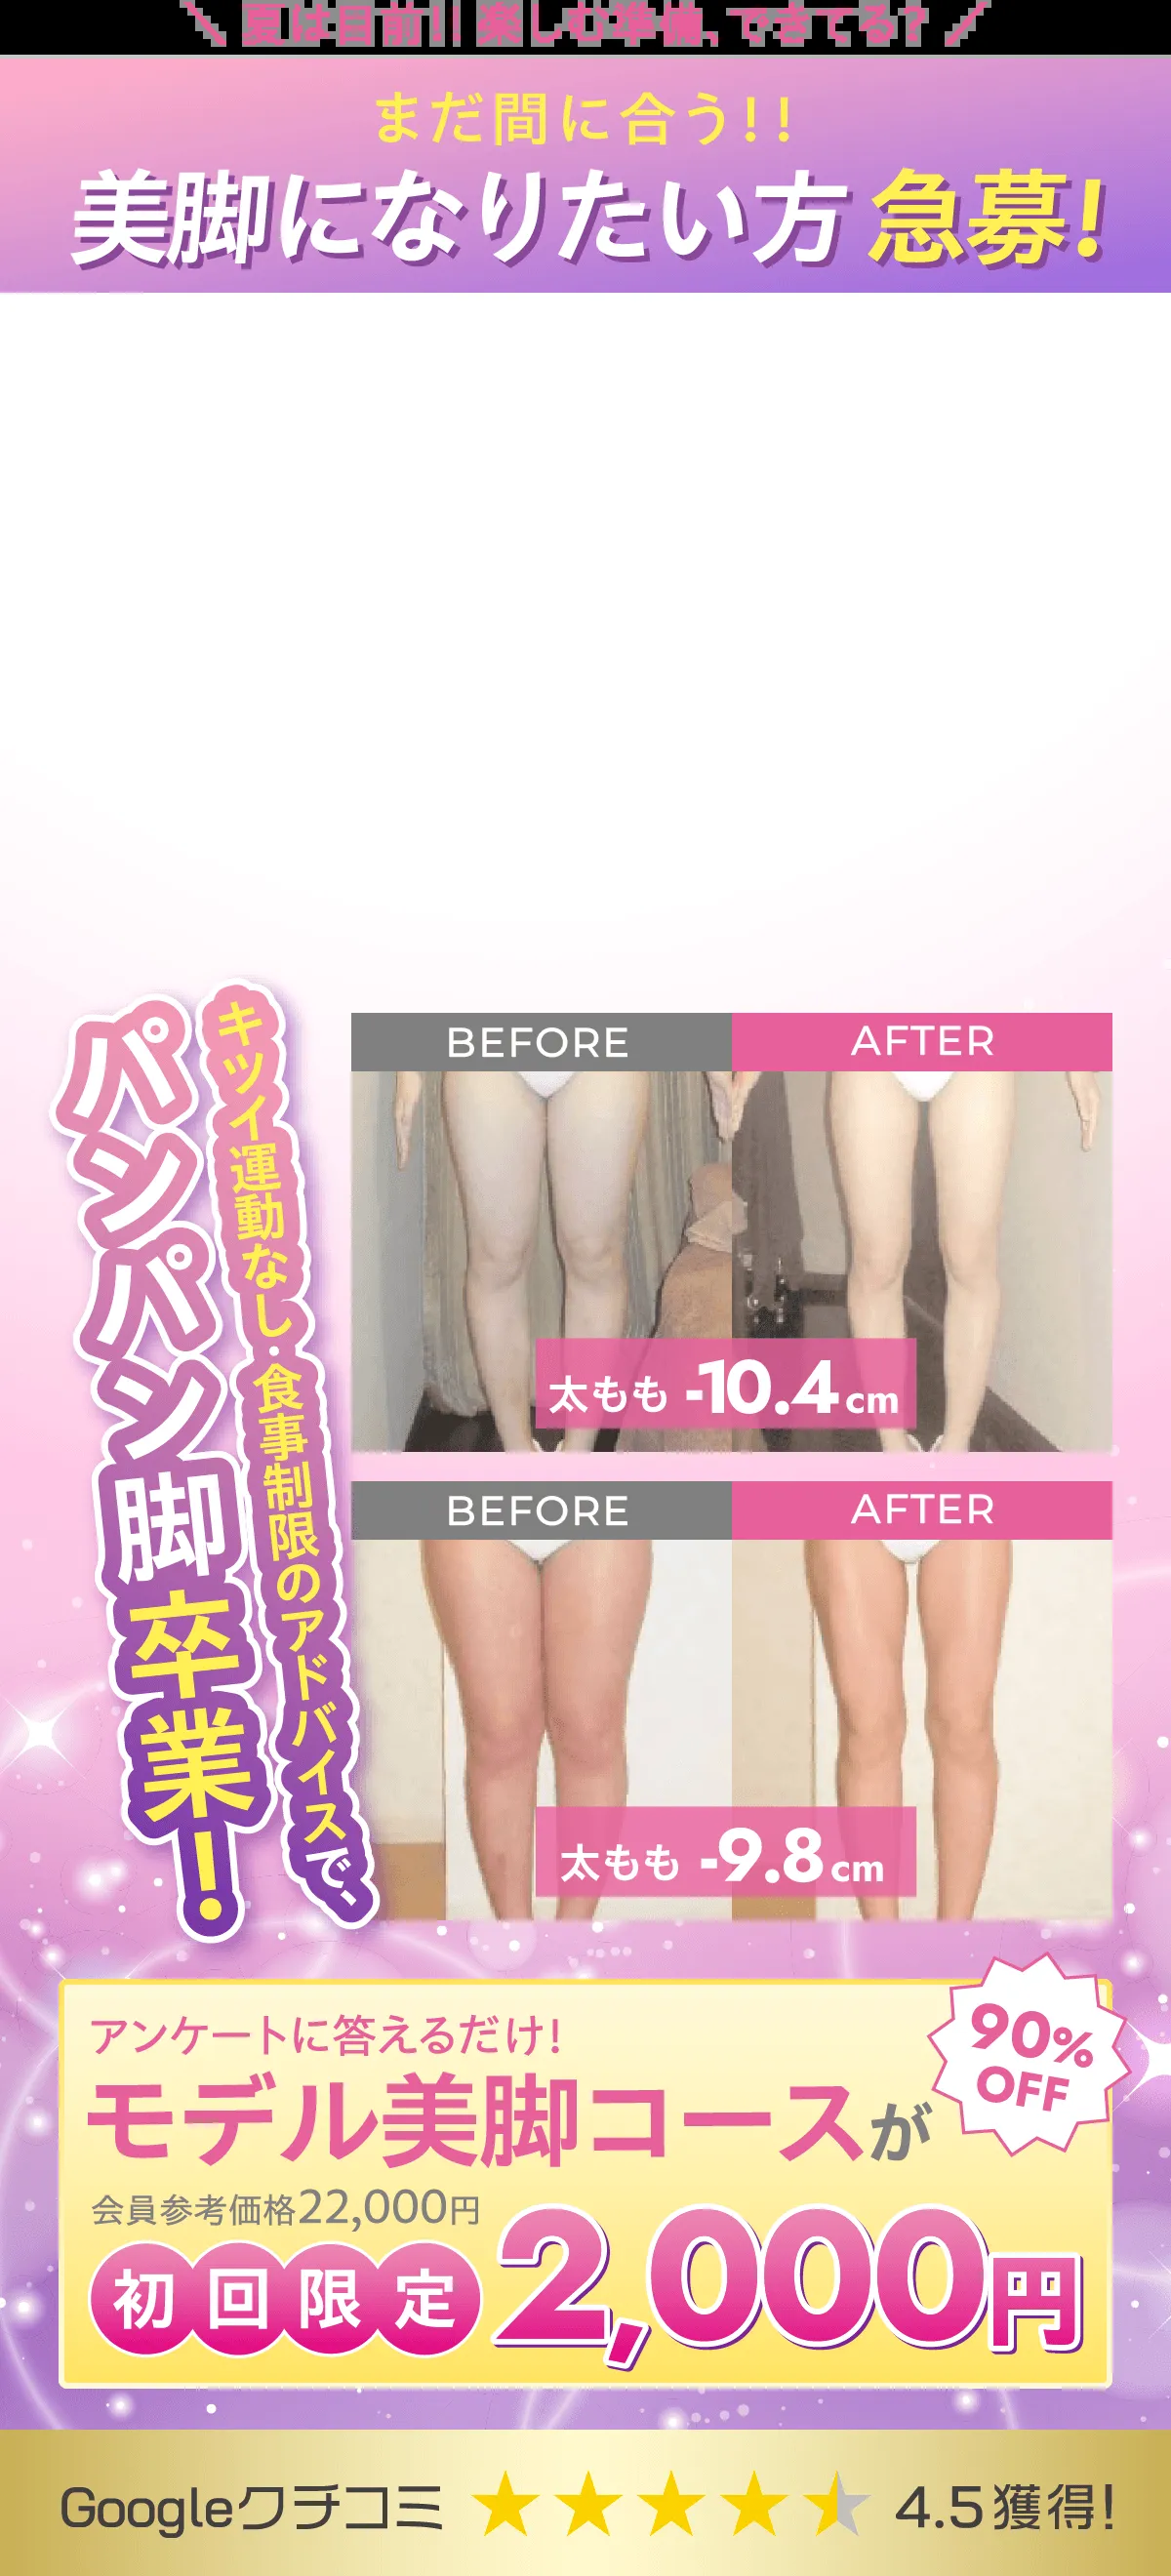 ＼ 夏は目前!! 楽しむ準備、できてる？ ／
まだ間に合う!!
美脚になりたい方 急募!
キツイ運動なし・食事制限のアドバイスで、
パンパン脚卒業！
BEFORE AFTER
太もも -10.4cm
BEFORE AFTER
太もも -9.8cm
アンケートに答えるだけ!
90%
OFF
モデル美脚コースが
会員参考価格22,000円
初回限定 2,000円
Googleクチコミ ★★★★★ 4.5獲得!